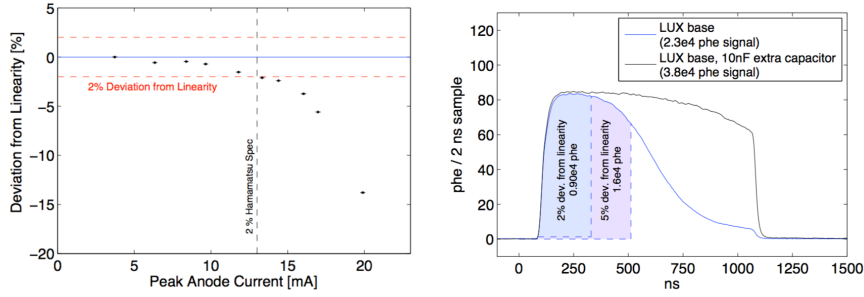 Deviation from Linearity [%]
5
0
−5
−10
−15
−20
2% Deviation from Linearity
2 % Hamamatsu Spec
0
5
10
15
20
Peak Anode Current [mA]
phe / 2 ns sample
120
100
80
60
40
20
0
LUX base
(2.3e4 phe signal)
LUX base, 10nF extra capacitor
(3.8e4 phe signal)
2% dev. from linearity
0.90e4 phe
5% dev. from linearity
1.6e4 phe
0
250
500
750
1000
1250
1500
ns